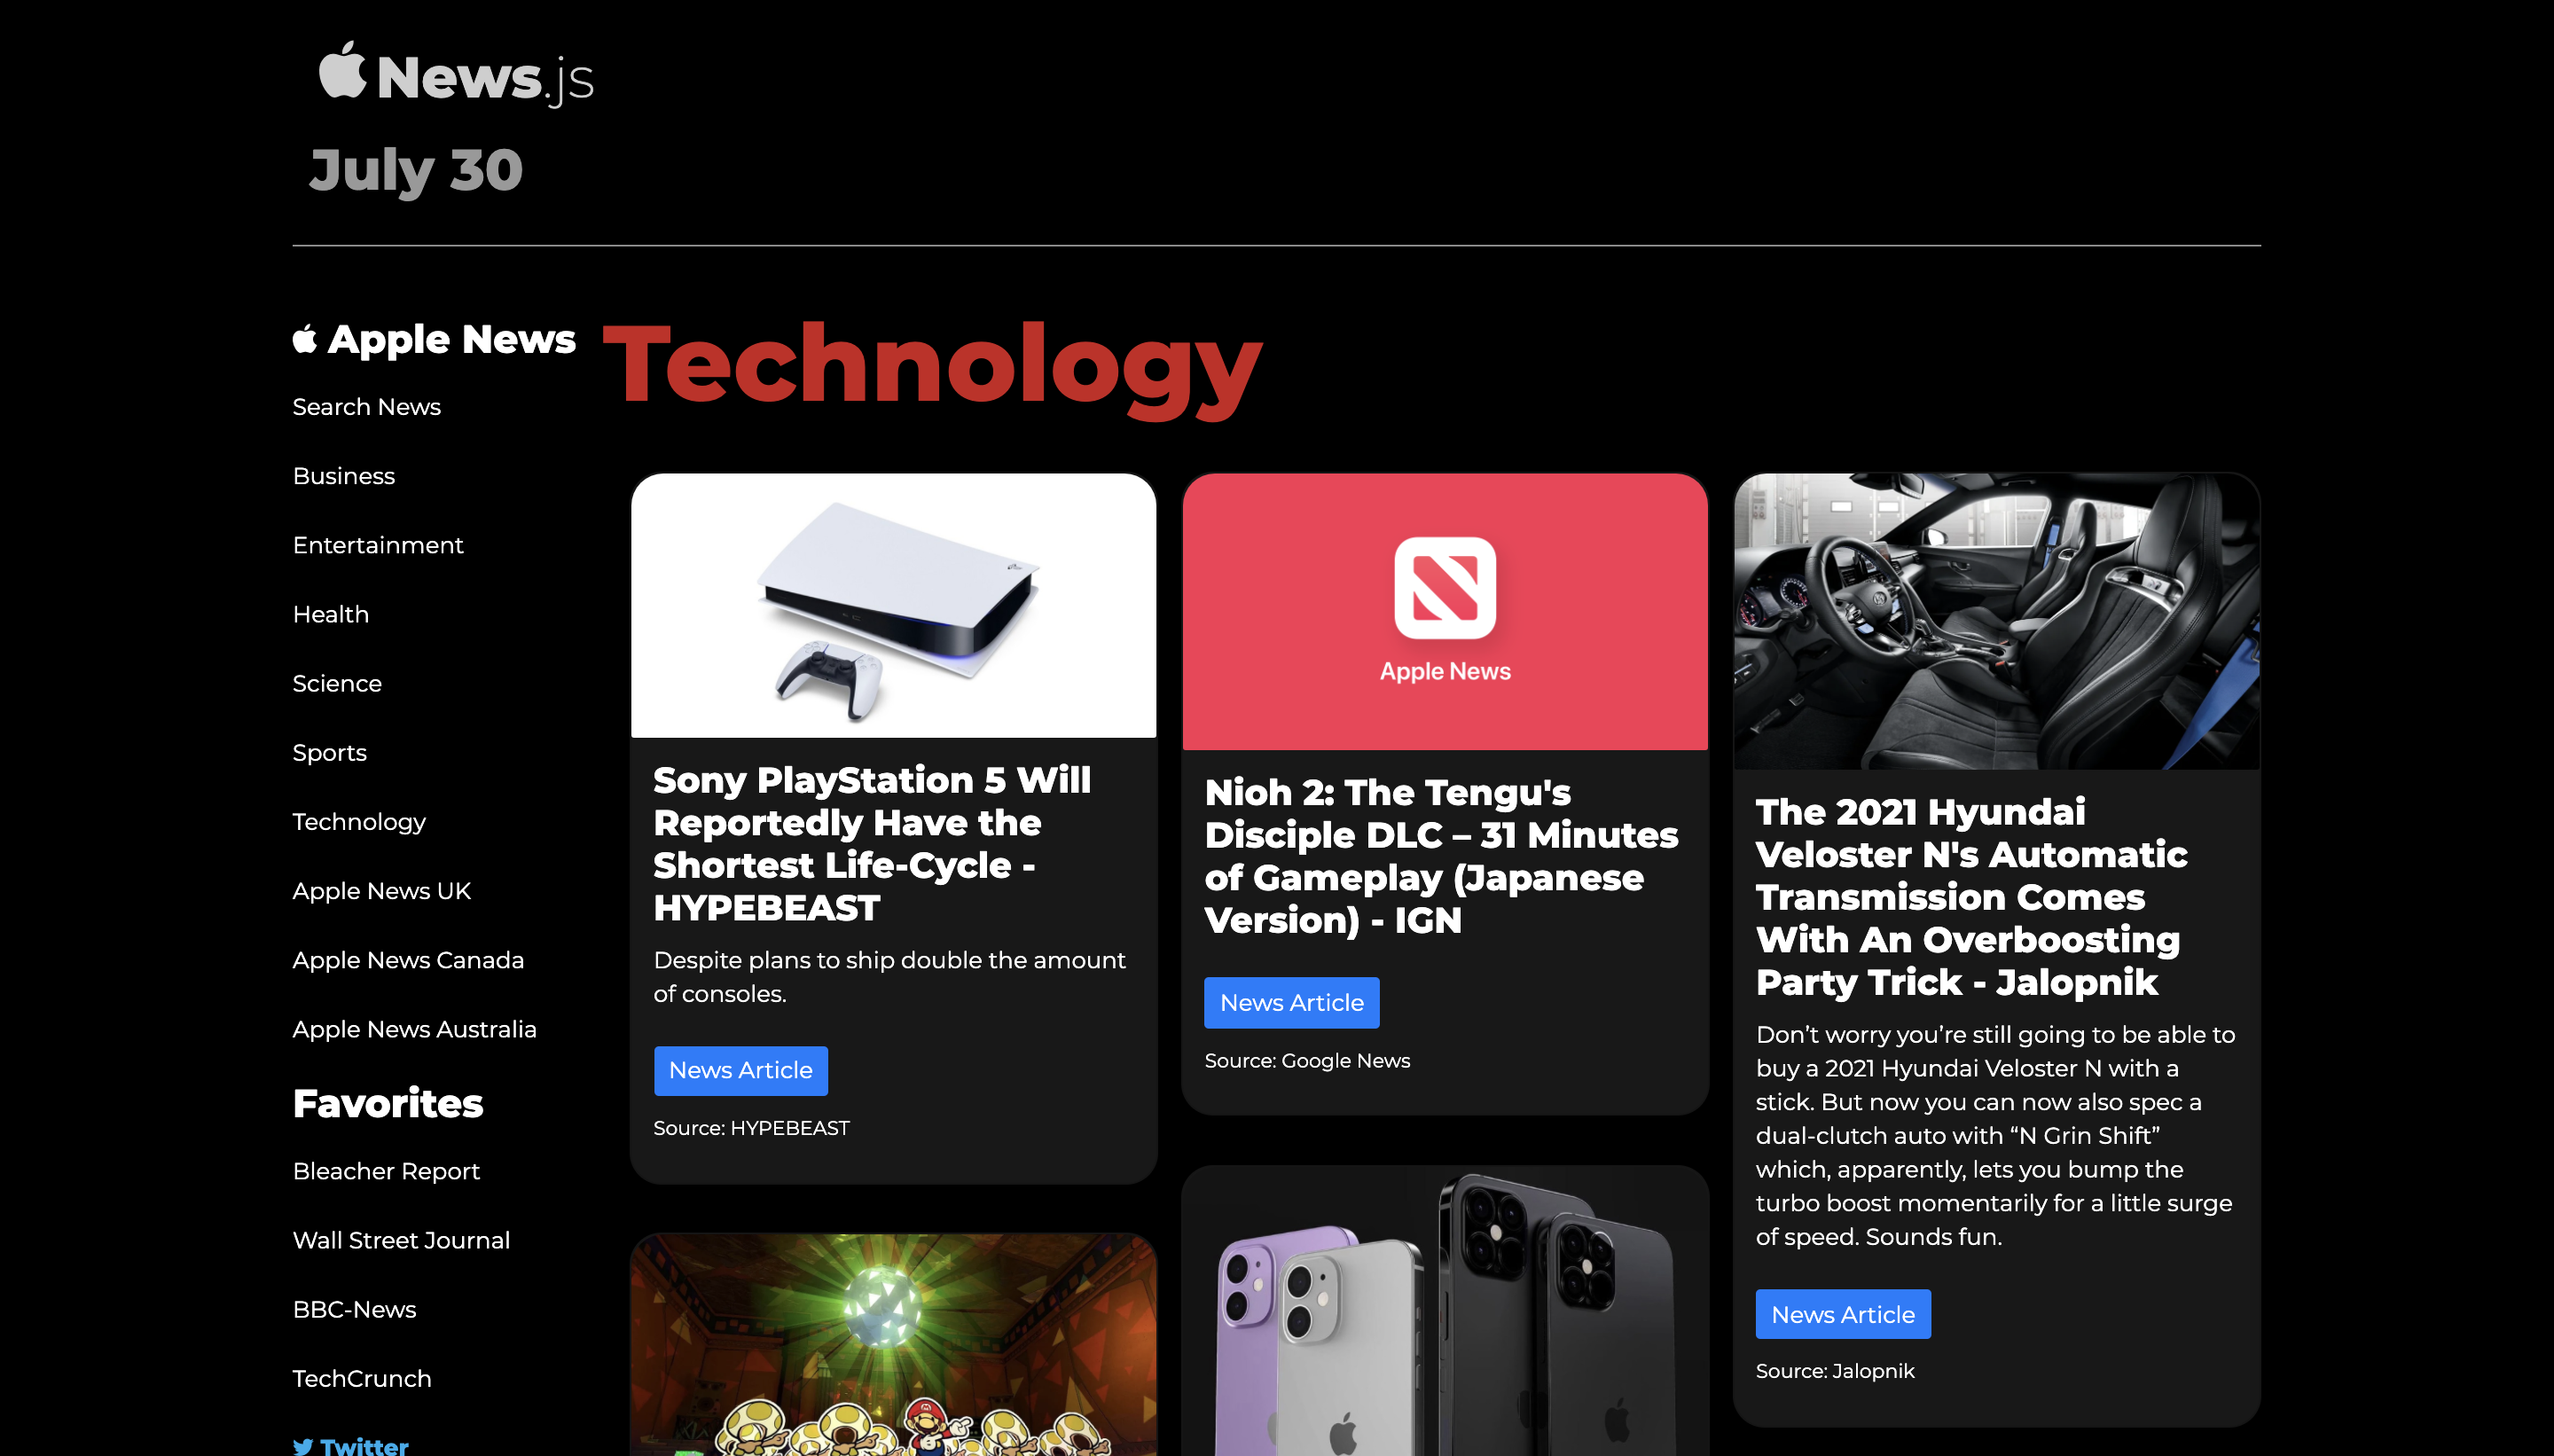 News.js
July 30
Apple News
Search News
Business
Entertainment
Health
Science
Sports
Technology
Apple News UK
Apple News Canada
Apple News Australia
Favorites
Bleacher Report
Wall Street Journal
BBC-News
TechCrunch
Twitter
Technology
Sony PlayStation 5 Will
Reportedly Have the
Shortest Life-Cycle -
HYPEBEAST
Despite plans to ship double the amount
of consoles.
News Article
Source: HYPEBEAST
Apple News
Nioh 2: The Tengu's
Disciple DLC – 31 Minutes
of Gameplay (Japanese
Version) - IGN
News Article
Source: Google News
The 2021 Hyundai
Veloster N's Automatic
Transmission Comes
With An Overboosting
Party Trick - Jalopnik
Don’t worry you’re still going to be able to
buy a 2021 Hyundai Veloster N with a
stick. But now you can now also spec a
dual-clutch auto with “N Grin Shift”
which, apparently, lets you bump the
turbo boost momentarily for a little surge
of speed. Sounds fun.
News Article
Source: Jalopnik